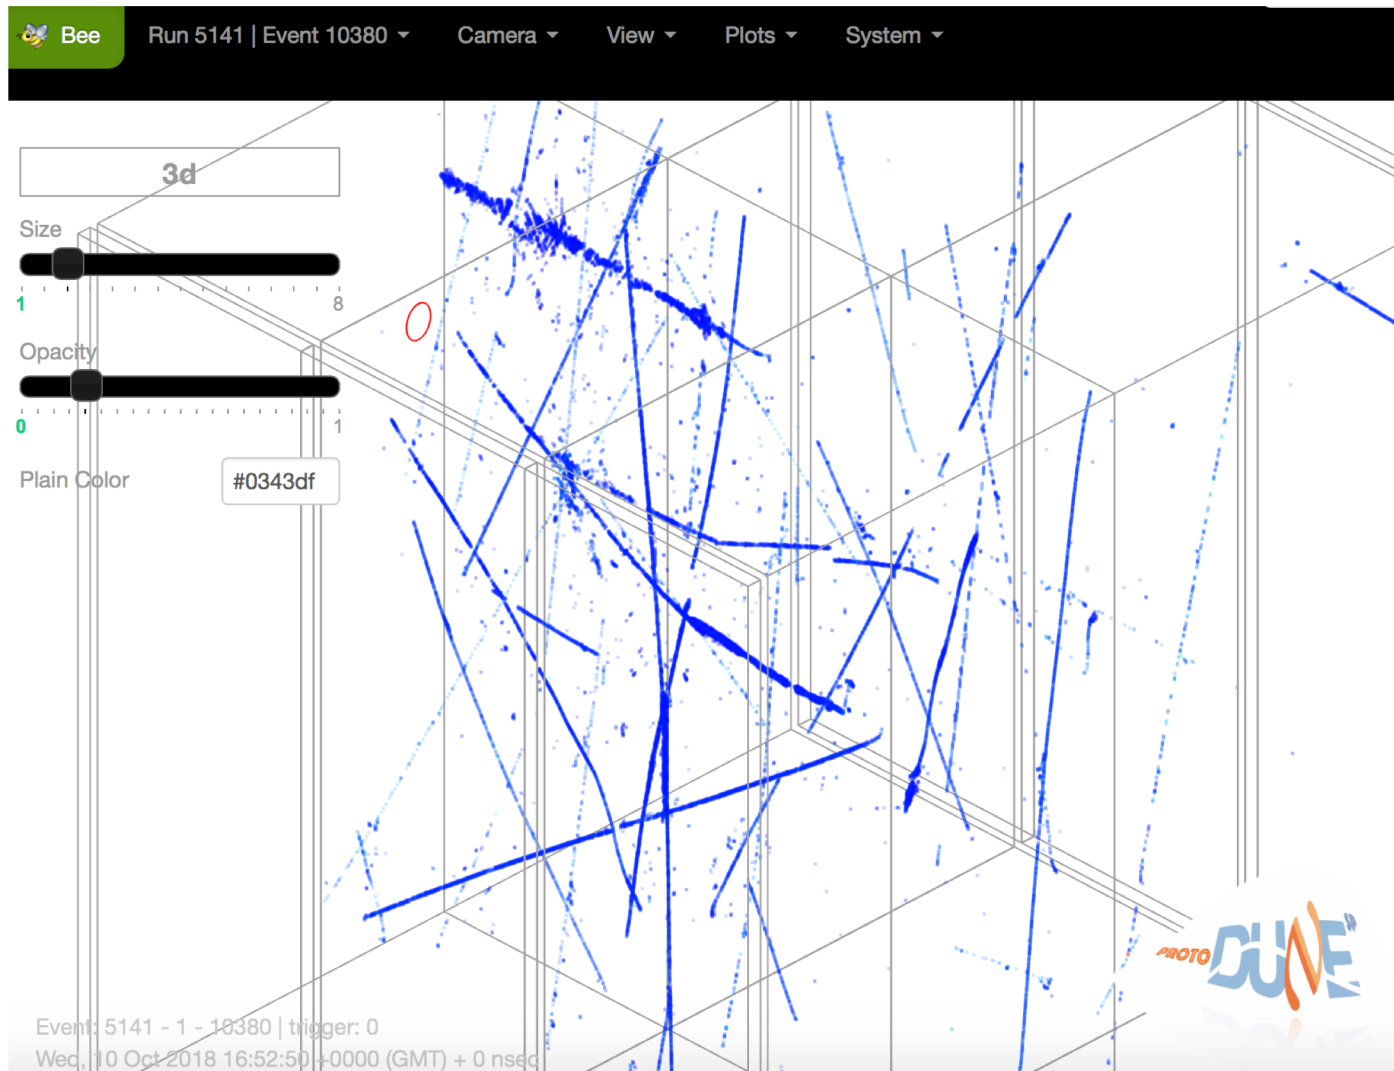 Bee Run 5141 | Event 10380 Camera View Plots System
3d
Size
1 8
Opacity
0 1
Plain Color #0343df
PROTO DUNE
Event: 5141 - 1 - 10380 | trigger: 0
Wed, 10 Oct 2018 16:52:50 +0000 (GMT) + 0 nsec